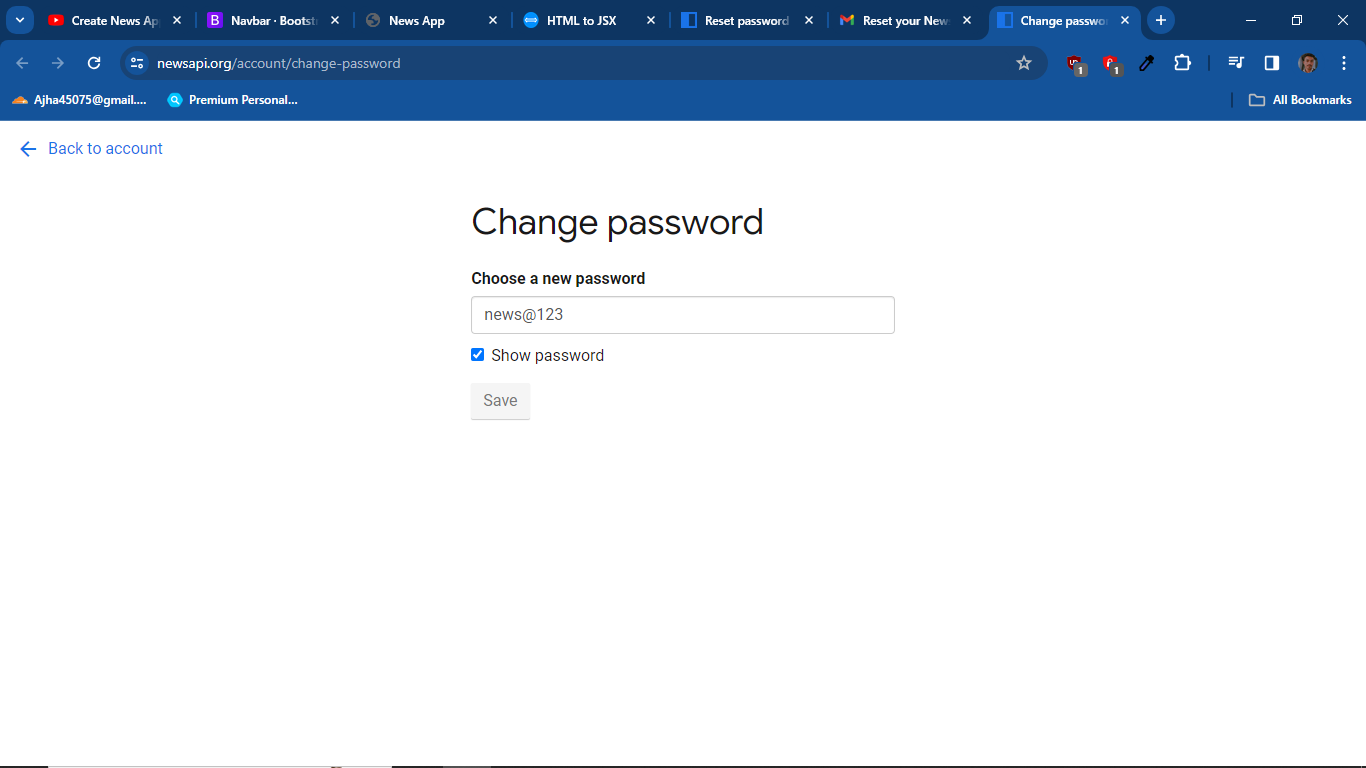 Create News Ap
Navbar · Bootst
News App
HTML to JSX
Reset password
Reset your New
Change passwo
newsapi.org/account/change-password
1
1
Ajha45075@gmail....
Premium Personal...
All Bookmarks
Back to account
Change password
Choose a new password
news@123
Show password
Save